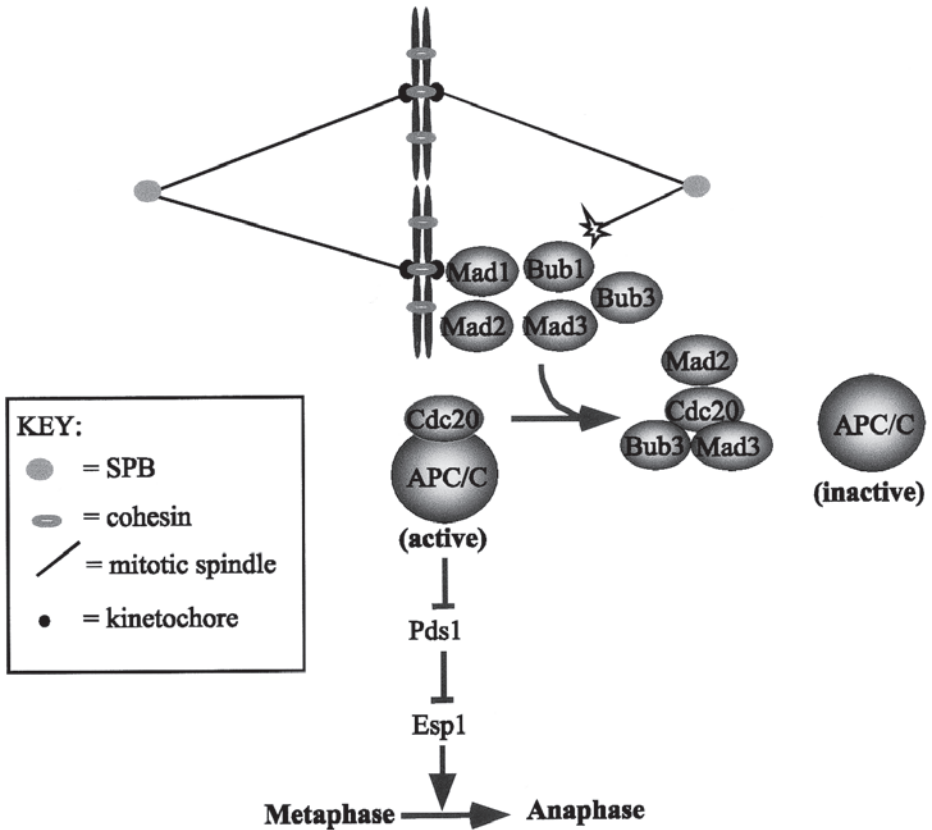 Mad1
Bub1
Bub3
Mad2
Mad3
Mad2
Cdc20
Cdc20
Bub3
Mad3
APC/C
APC/C
(inactive)
(active)
KEY:
= SPB
= cohesin
= mitotic spindle
= kinetochore
Pds1
Esp1
Metaphase
Anaphase